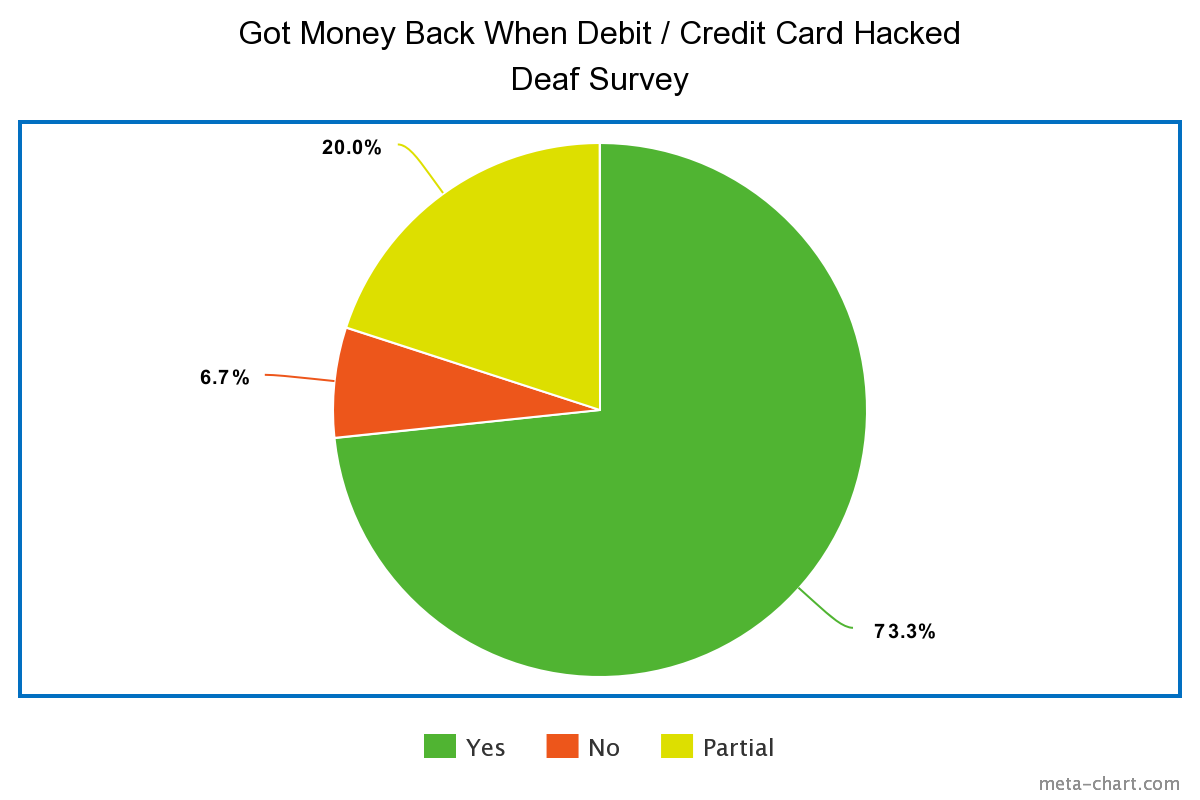 Got Money Back When Debit / Credit Card Hacked
Deaf Survey
20.0%
6.7%
73.3%
Yes
No
Partial
meta-chart.com